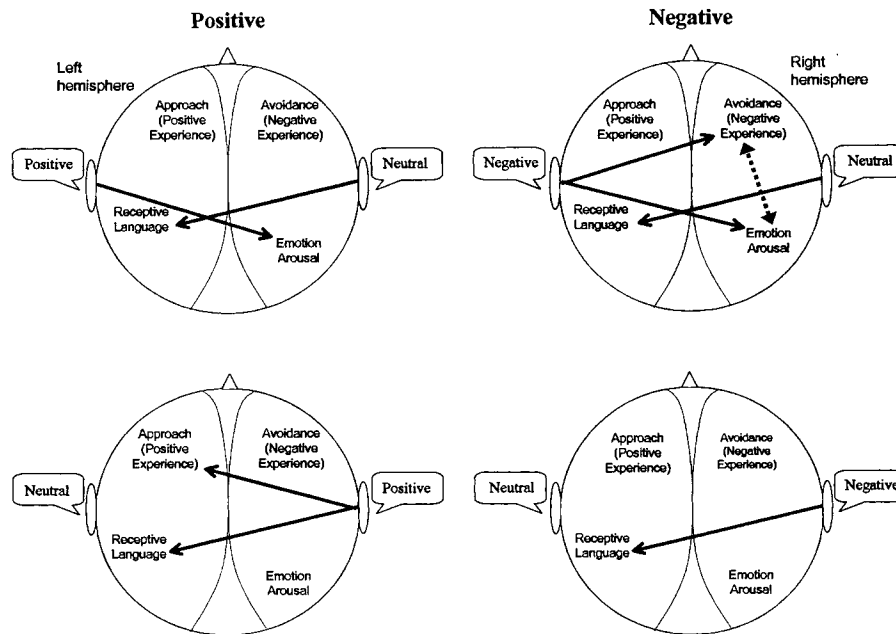 Positive
Negative
Left
hemisphere
Approach
(Positive
Experience)
Avoidance
(Negative
Experience)
Positive
Neutral
Receptive
Language
Emotion
Arousal
Right
hemisphere
Approach
(Positive
Experience)
Avoidance
(Negative
Experience)
Negative
Neutral
Receptive
Language
Emotion
Arousal
Approach
(Positive
Experience)
Avoidance
(Negative
Experience)
Neutral
Positive
Receptive
Language
Emotion
Arousal
Approach
(Positive
Experience)
Avoidance
(Negative
Experience)
Neutral
Negative
Receptive
Language
Emotion
Arousal